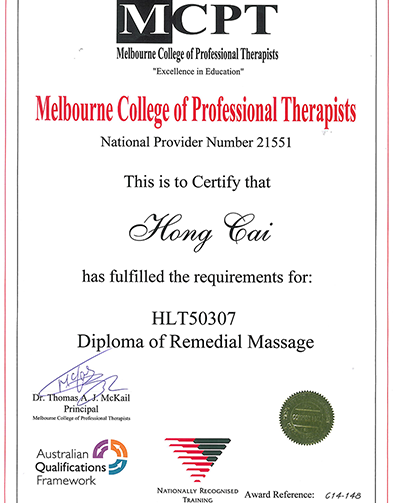 MCPT
Melbourne College of Professional Therapists
"Excellence in Education"
Melbourne College of Professional Therapists
National Provider Number 21551
This is to Certify that
Hong Cai
has fulfilled the requirements for:
HLT50307
Diploma of Remedial Massage
Dr. Thomas A. J. McKail
Principal
Melbourne College of Professional Therapists
Australian
Qualifications
Framework
NATIONALLY RECOGNISED
TRAINING
Award Reference: C14-148